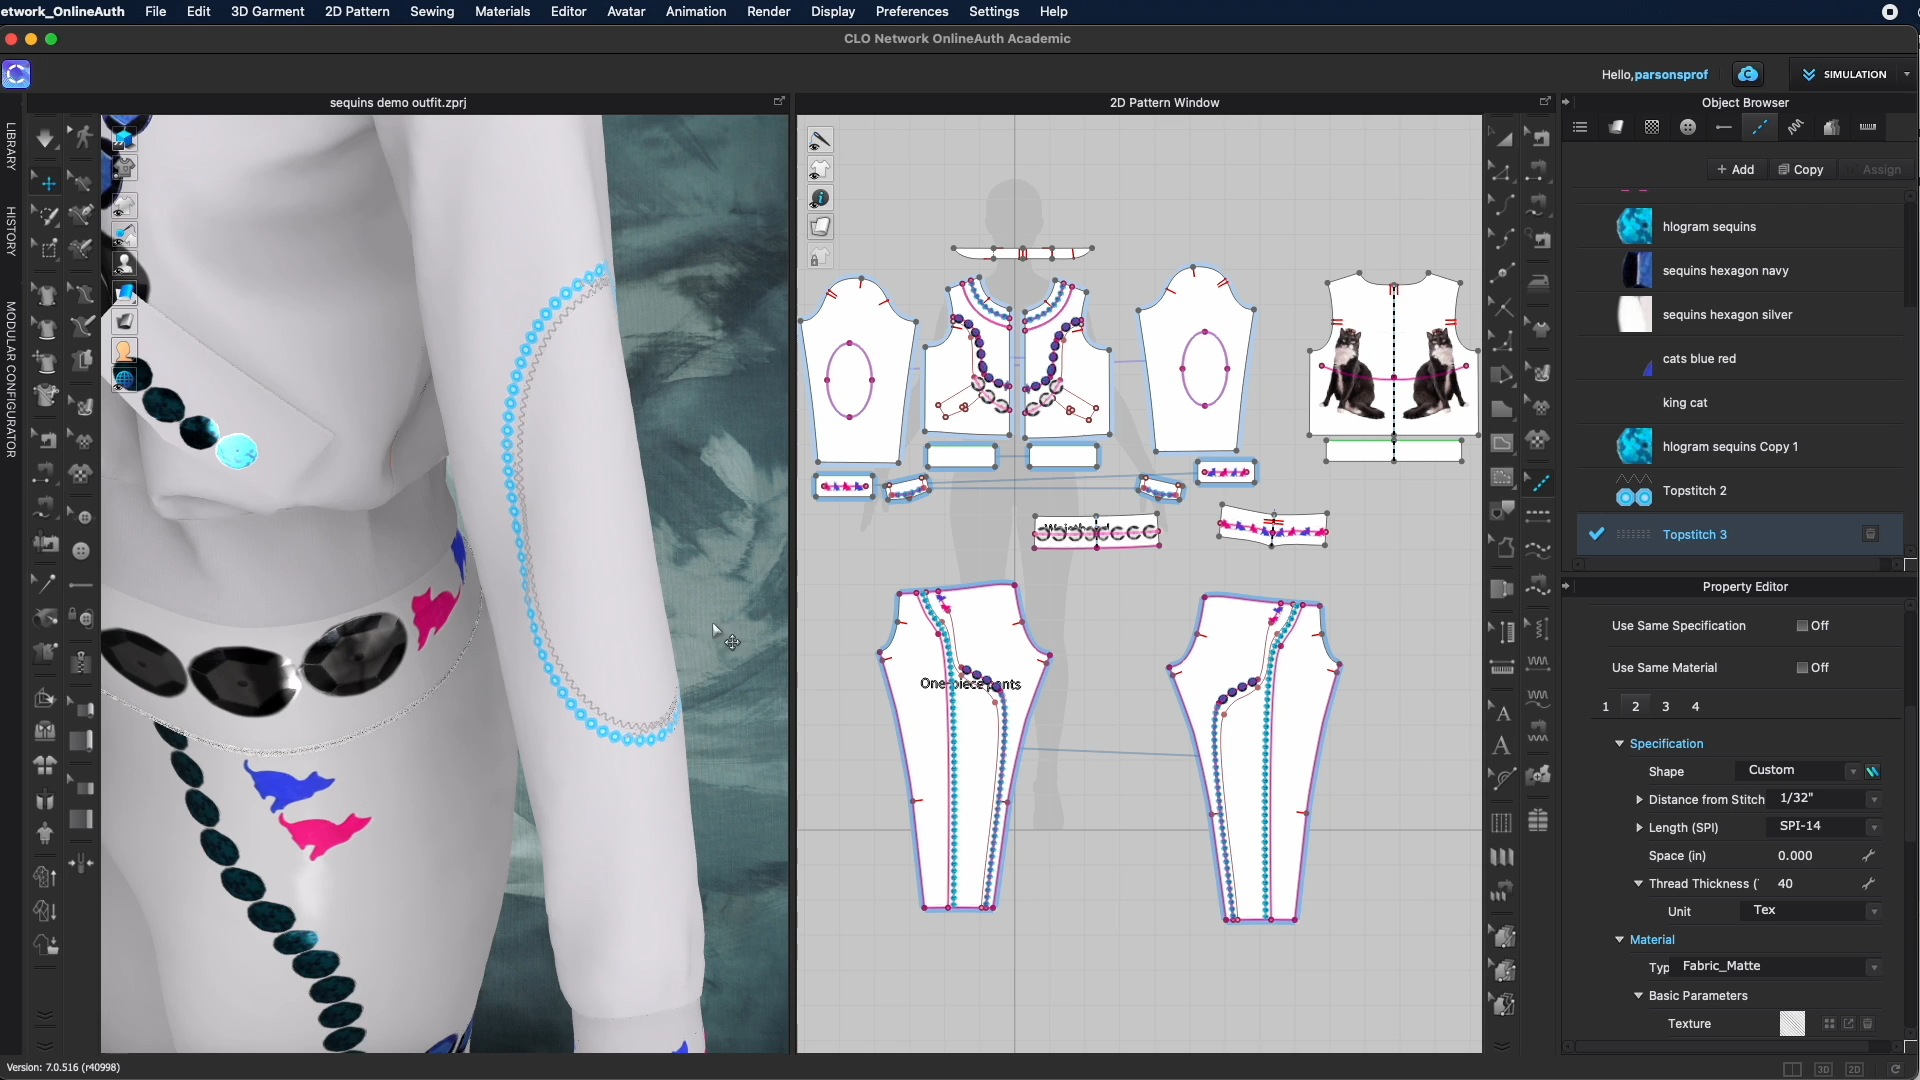 etwork_OnlineAuth File Edit 3D Garment 2D Pattern Sewing Materials Editor Avatar Animation Render Display Preferences Settings Help
CLO Network OnlineAuth Academic
Hello,parsonsprof
SIMULATION
sequins demo outfit.zprj
2D Pattern Window
Object Browser
LIBRARY
HISTORY
MODULAR CONFIGURATOR
+ Add
Copy
Assign
hlogram sequins
sequins hexagon navy
sequins hexagon silver
cats blue red
king cat
hlogram sequins Copy 1
Topstitch 2
Topstitch 3
One-piece pants
Property Editor
Use Same Specification Off
Use Same Material Off
1 2 3 4
Specification
Shape Custom
Distance from Stitch 1/32"
Length (SPI) SPI-14
Space (in) 0.000
Thread Thickness (' 40
Unit Tex
Material
Typ Fabric_Matte
Basic Parameters
Texture
Version: 7.0.516 (r40998)
3D
2D